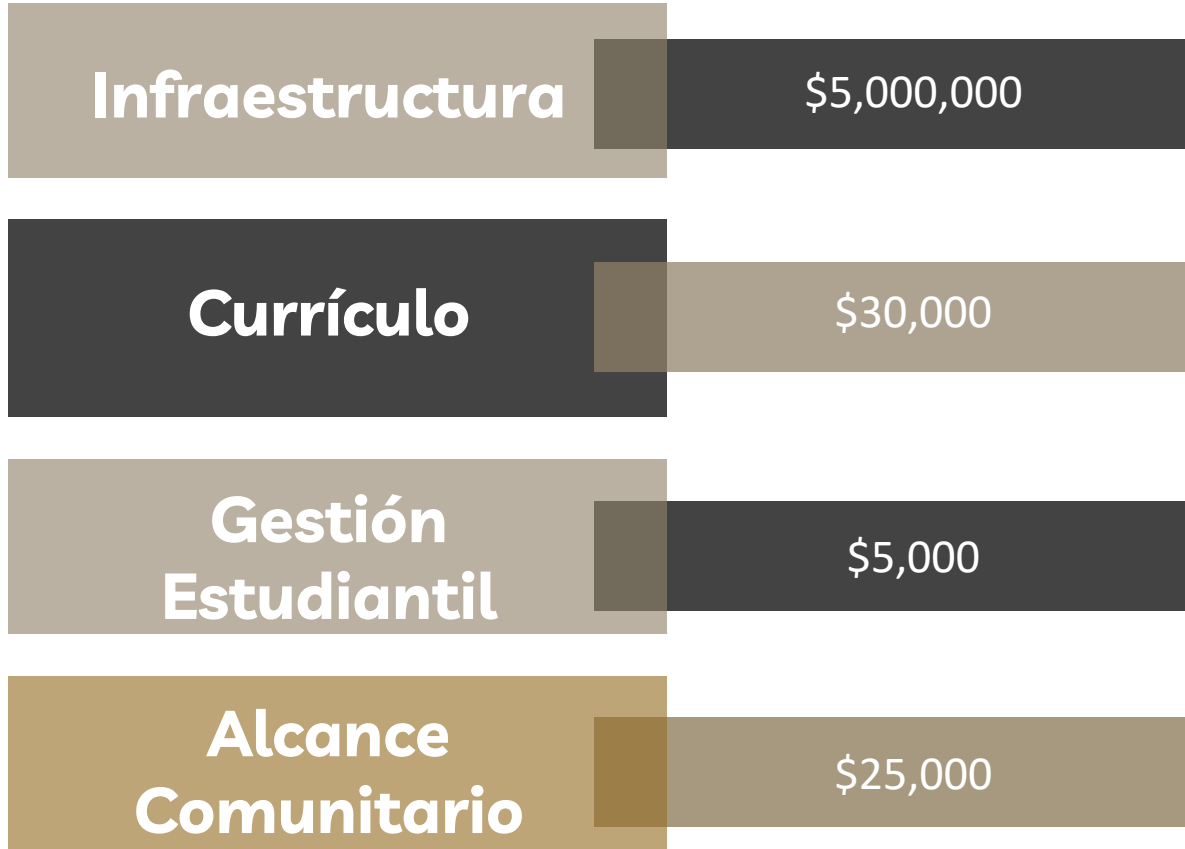 Infraestructura
$5,000,000
Currículo
$30,000
Gestión
Estudiantil
$5,000
Alcance
Comunitario
$25,000